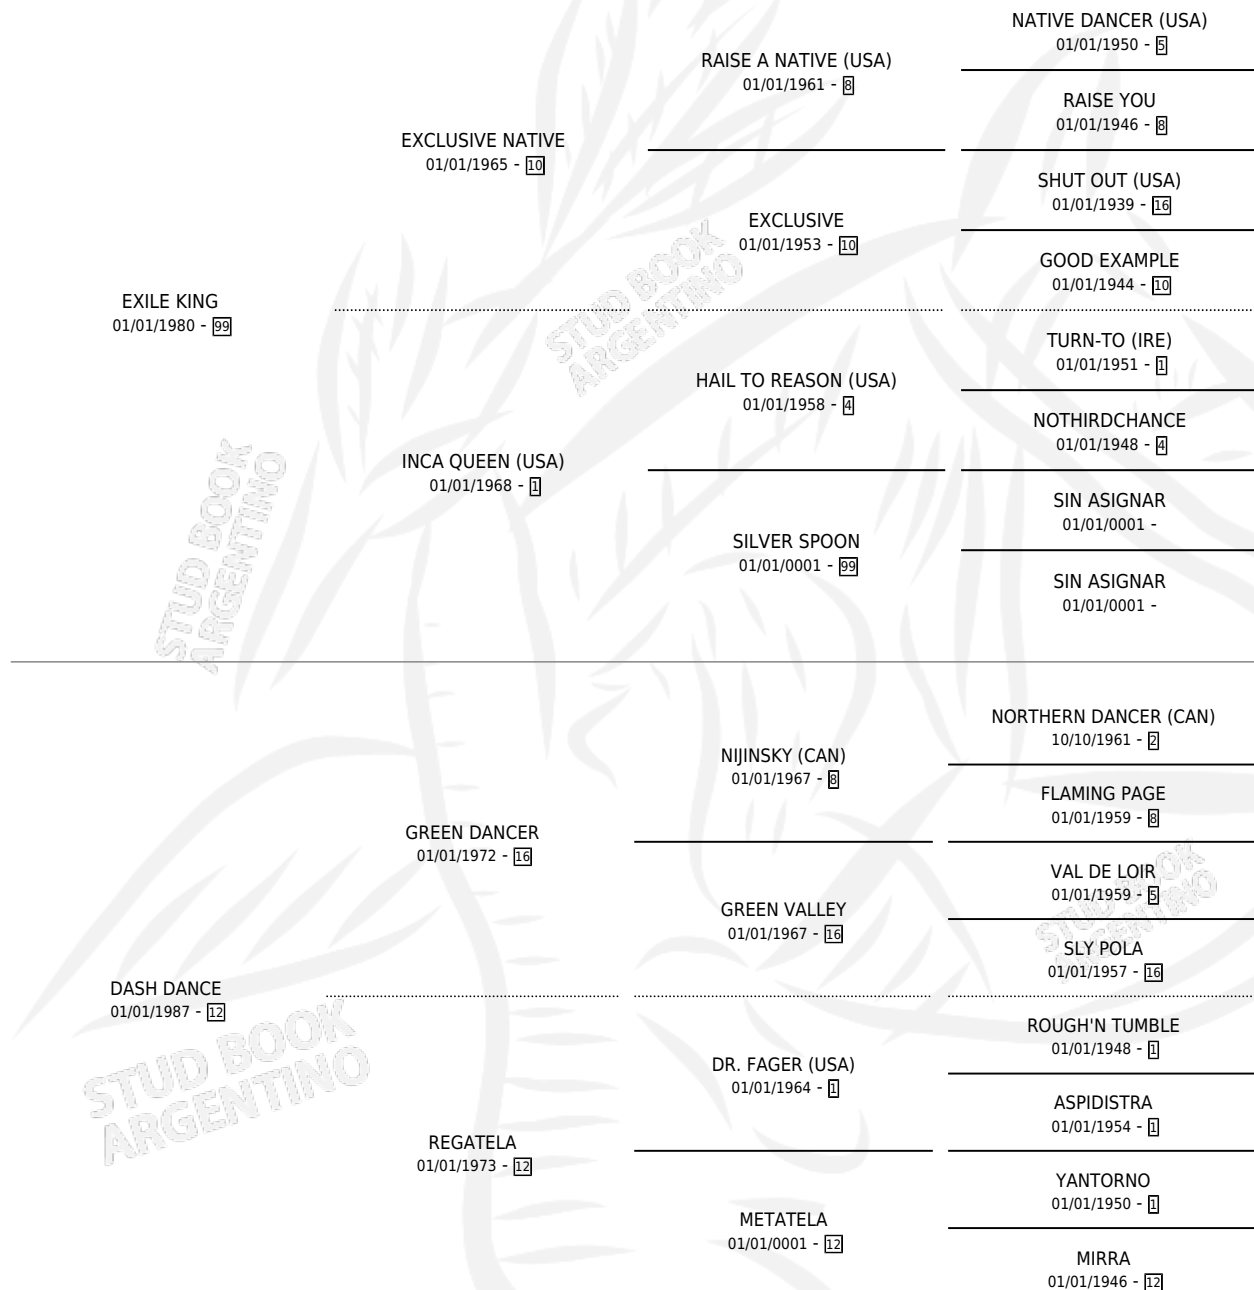 NATIVE DANCER (USA)
01/01/1950 - 5
RAISE A NATIVE (USA)
01/01/1961 - 8
RAISE YOU
01/01/1946 - 8
EXCLUSIVE NATIVE
01/01/1965 - 10
SHUT OUT (USA)
01/01/1939 - 16
EXCLUSIVE
01/01/1953 - 10
GOOD EXAMPLE
01/01/1944 - 10
EXILE KING
01/01/1980 - 99
TURN-TO (IRE)
01/01/1951 - 1
HAIL TO REASON (USA)
01/01/1958 - 4
NOTHIRDCHANCE
01/01/1948 - 4
INCA QUEEN (USA)
01/01/1968 - 1
SIN ASIGNAR
01/01/0001 -
SILVER SPOON
01/01/0001 - 99
SIN ASIGNAR
01/01/0001 -
NORTHERN DANCER (CAN)
10/10/1961 - 2
NIJINSKY (CAN)
01/01/1967 - 8
FLAMING PAGE
01/01/1959 - 8
GREEN DANCER
01/01/1972 - 16
VAL DE LOIR
01/01/1959 - 5
GREEN VALLEY
01/01/1967 - 16
SLY POLA
01/01/1957 - 16
DASH DANCE
01/01/1987 - 12
ROUGH'N TUMBLE
01/01/1948 - 1
DR. FAGER (USA)
01/01/1964 - 1
ASPIDISTRA
01/01/1954 - 1
REGATELA
01/01/1973 - 12
YANTORNO
01/01/1950 - 1
METATELA
01/01/0001 - 12
MIRRA
01/01/1946 - 12
STUD BOOK
ARGENTINO
STUD BOOK
ARGENTINO
STUD BOOK
ARGENTINO
STUD BOOK
ARGENTINO